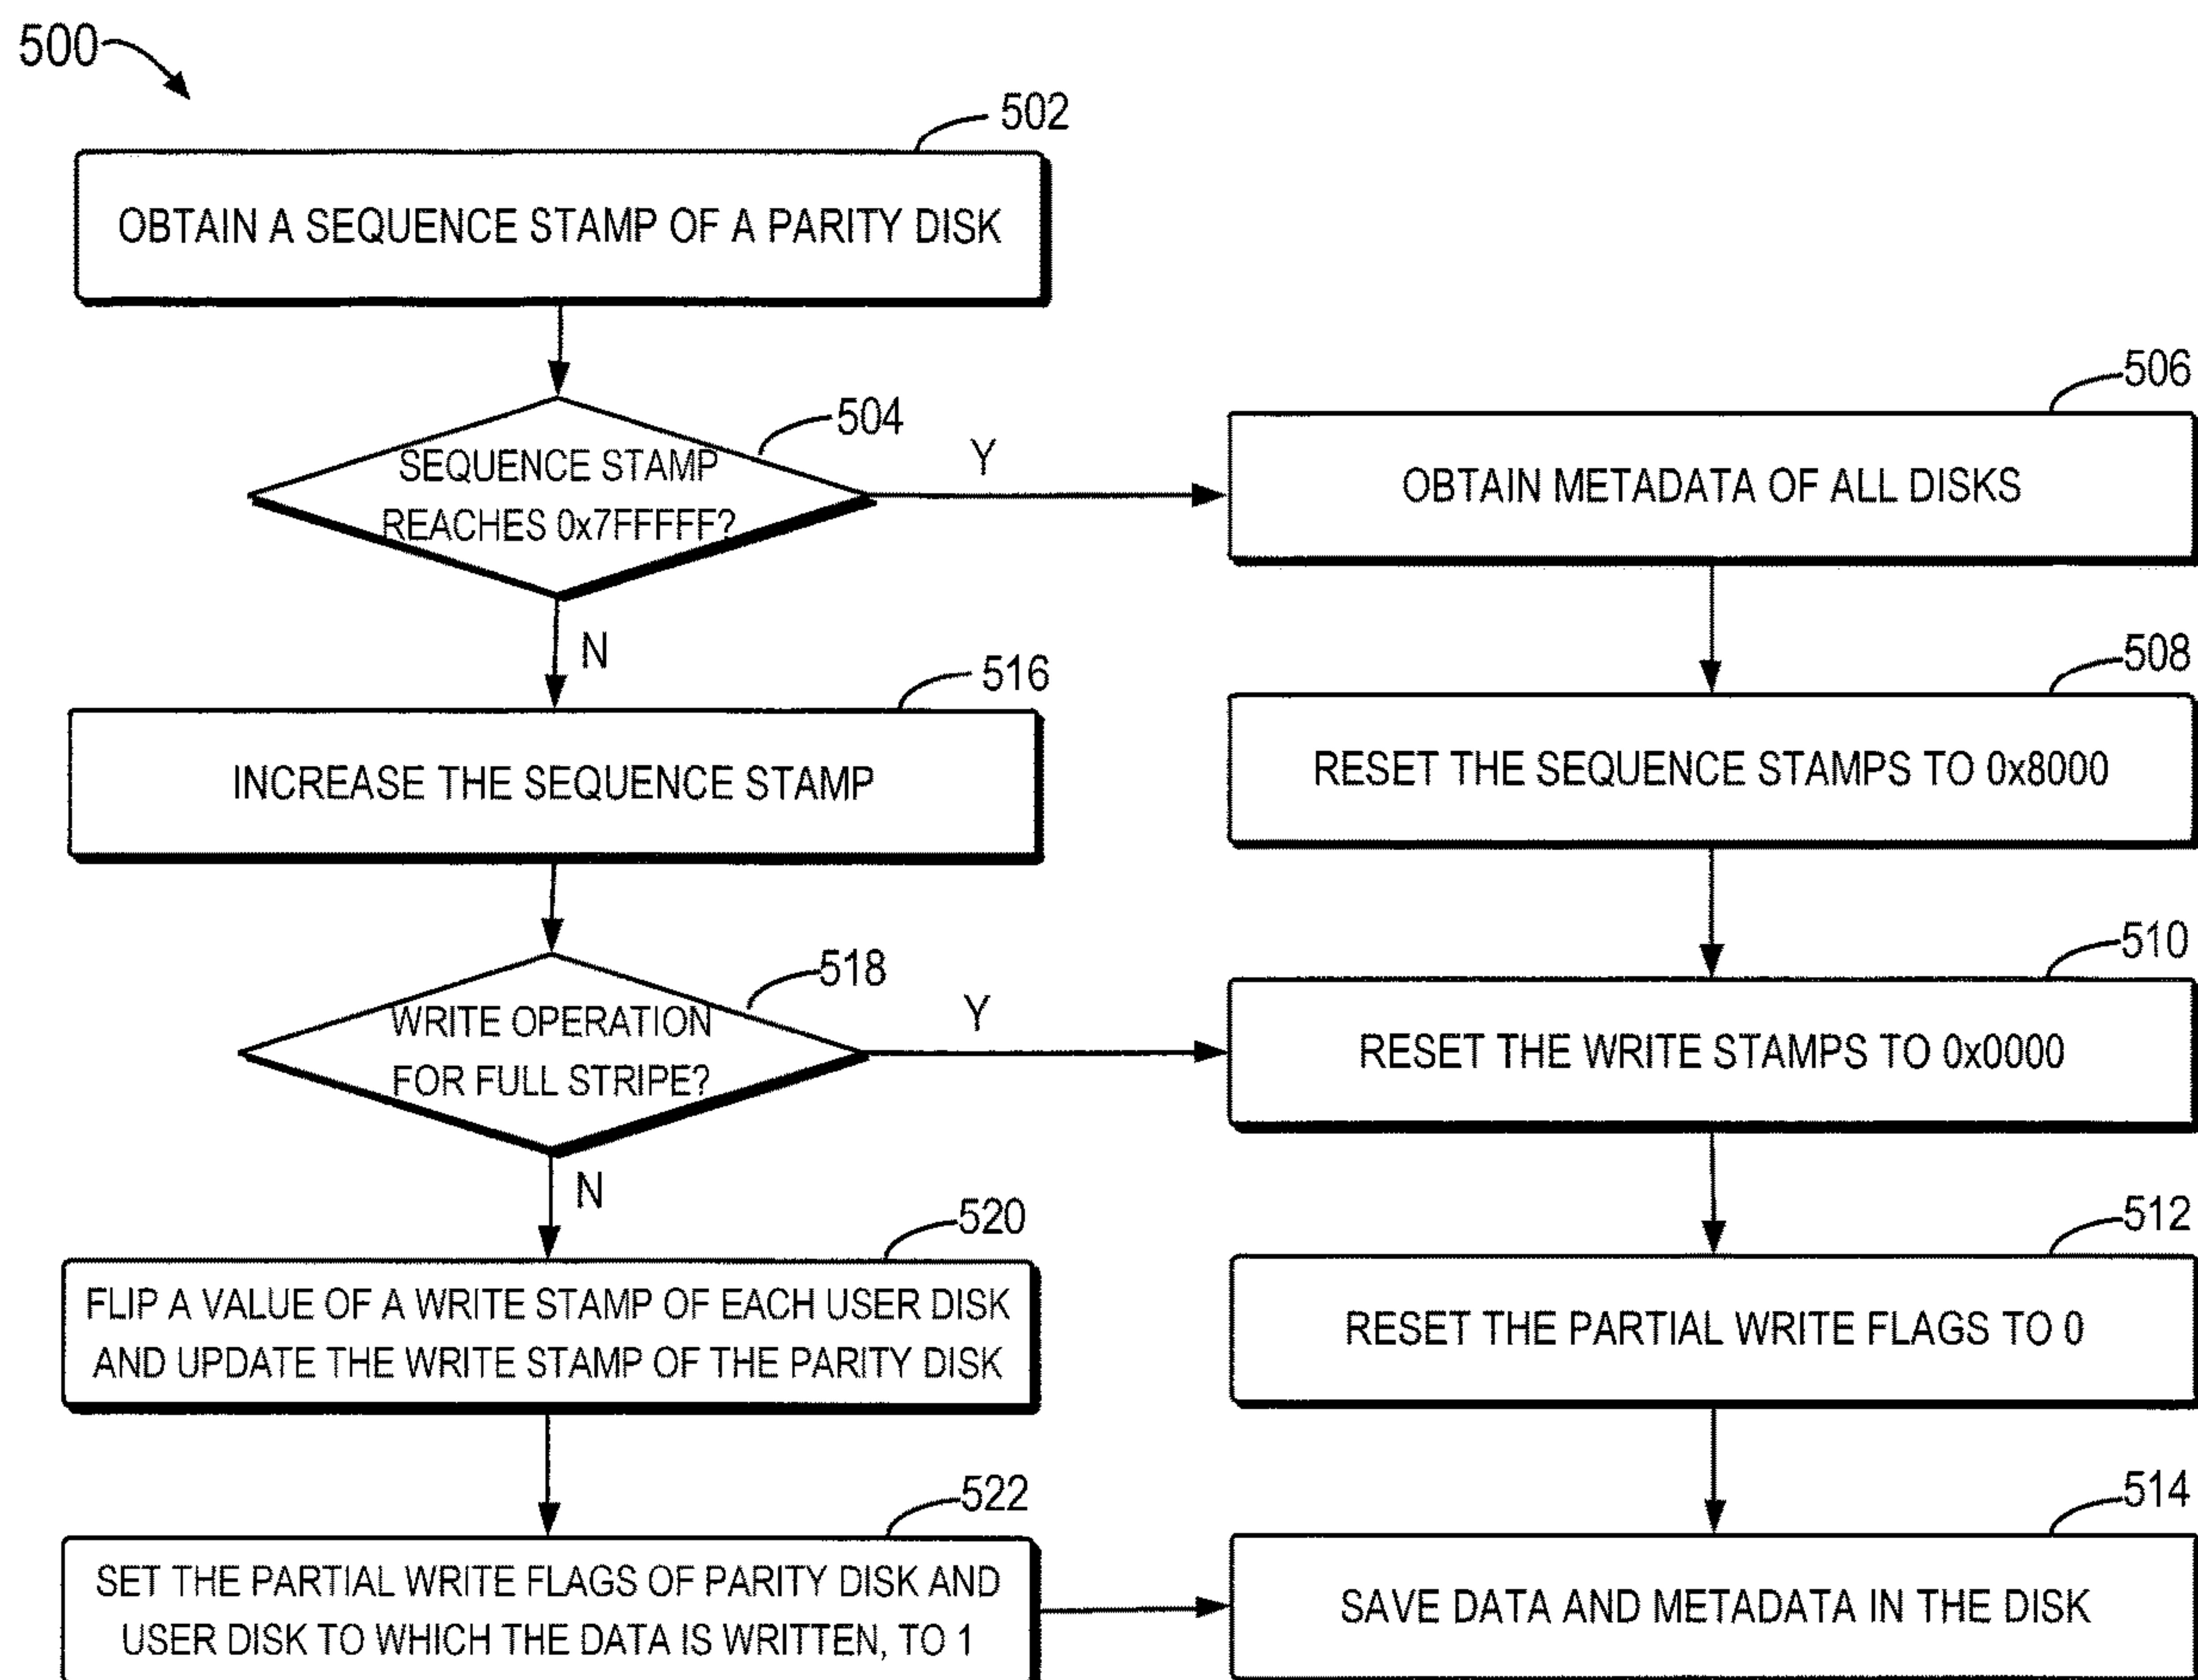 500
502
OBTAIN A SEQUENCE STAMP OF A PARITY DISK
504
SEQUENCE STAMP
REACHES 0x7FFFFF?
Y
506
OBTAIN METADATA OF ALL DISKS
N
508
RESET THE SEQUENCE STAMPS TO 0x8000
516
INCREASE THE SEQUENCE STAMP
518
WRITE OPERATION
FOR FULL STRIPE?
Y
510
RESET THE WRITE STAMPS TO 0x0000
N
512
RESET THE PARTIAL WRITE FLAGS TO 0
520
FLIP A VALUE OF A WRITE STAMP OF EACH USER DISK
AND UPDATE THE WRITE STAMP OF THE PARITY DISK
522
SET THE PARTIAL WRITE FLAGS OF PARITY DISK AND
USER DISK TO WHICH THE DATA IS WRITTEN, TO 1
514
SAVE DATA AND METADATA IN THE DISK